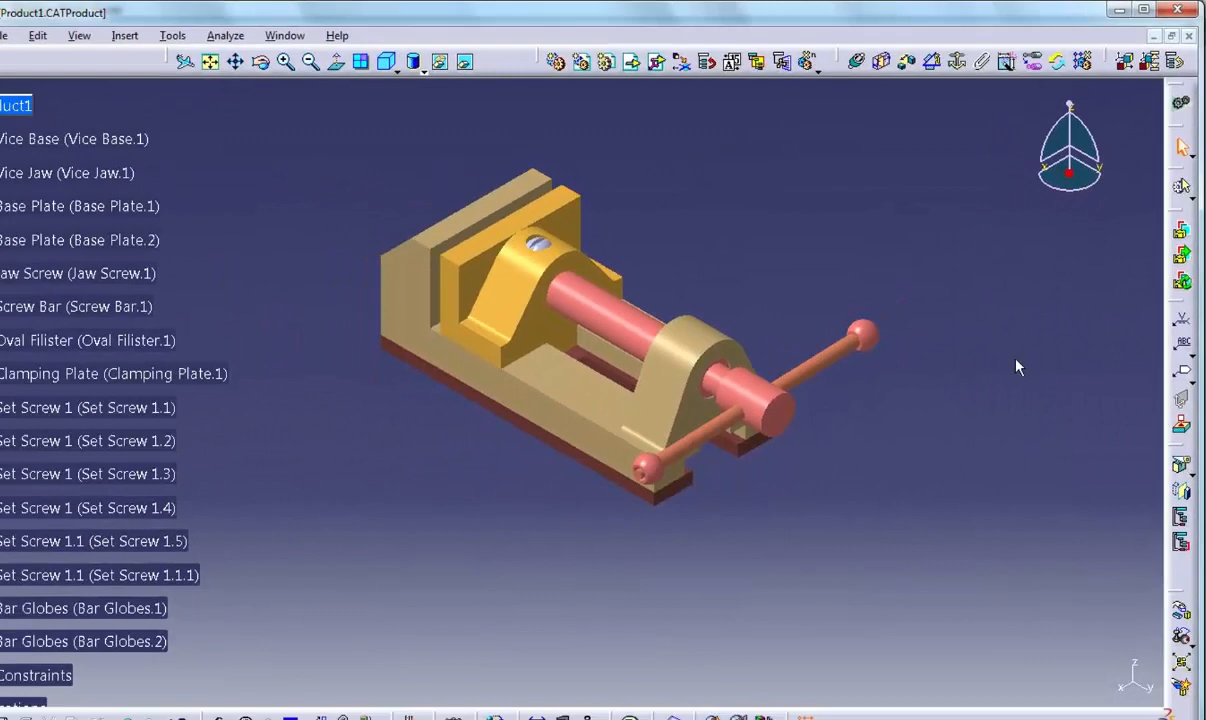 [Product1.CATProduct]
le Edit View Insert Tools Analyze Window Help
duct1
Vice Base (Vice Base.1)
Vice Jaw (Vice Jaw.1)
Base Plate (Base Plate.1)
Base Plate (Base Plate.2)
Jaw Screw (Jaw Screw.1)
Screw Bar (Screw Bar.1)
Oval Filister (Oval Filister.1)
Clamping Plate (Clamping Plate.1)
Set Screw 1 (Set Screw 1.1)
Set Screw 1 (Set Screw 1.2)
Set Screw 1 (Set Screw 1.3)
Set Screw 1 (Set Screw 1.4)
Set Screw 1.1 (Set Screw 1.5)
Set Screw 1.1 (Set Screw 1.1.1)
Bar Globes (Bar Globes.1)
Bar Globes (Bar Globes.2)
Constraints
ABC
z
x y